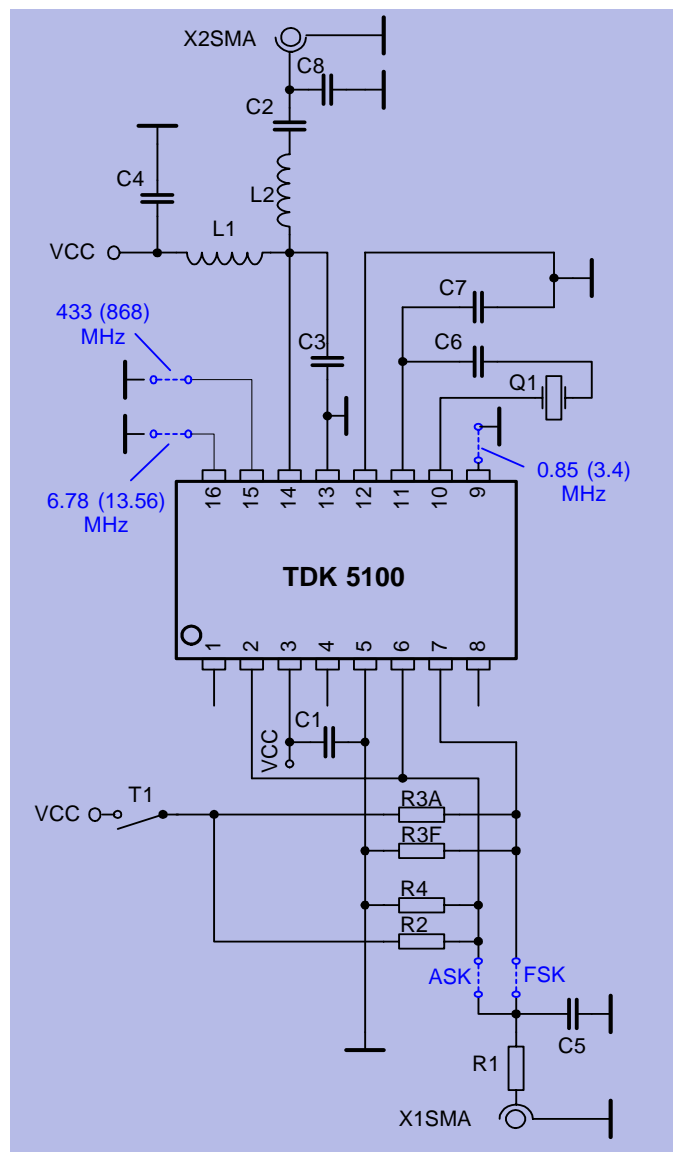 X2SMA
C8
C2
C4
L2
L1
VCC
C7
433 (868)
MHz
C3
C6
Q1
0.85 (3.4)
MHz
6.78 (13.56)
MHz
16 15 14 13 12 11 10 9
TDK 5100
1 2 3 4 5 6 7 8
C1
VCC
T1
VCC
R3A
R3F
R4
R2
ASK FSK
C5
R1
X1SMA